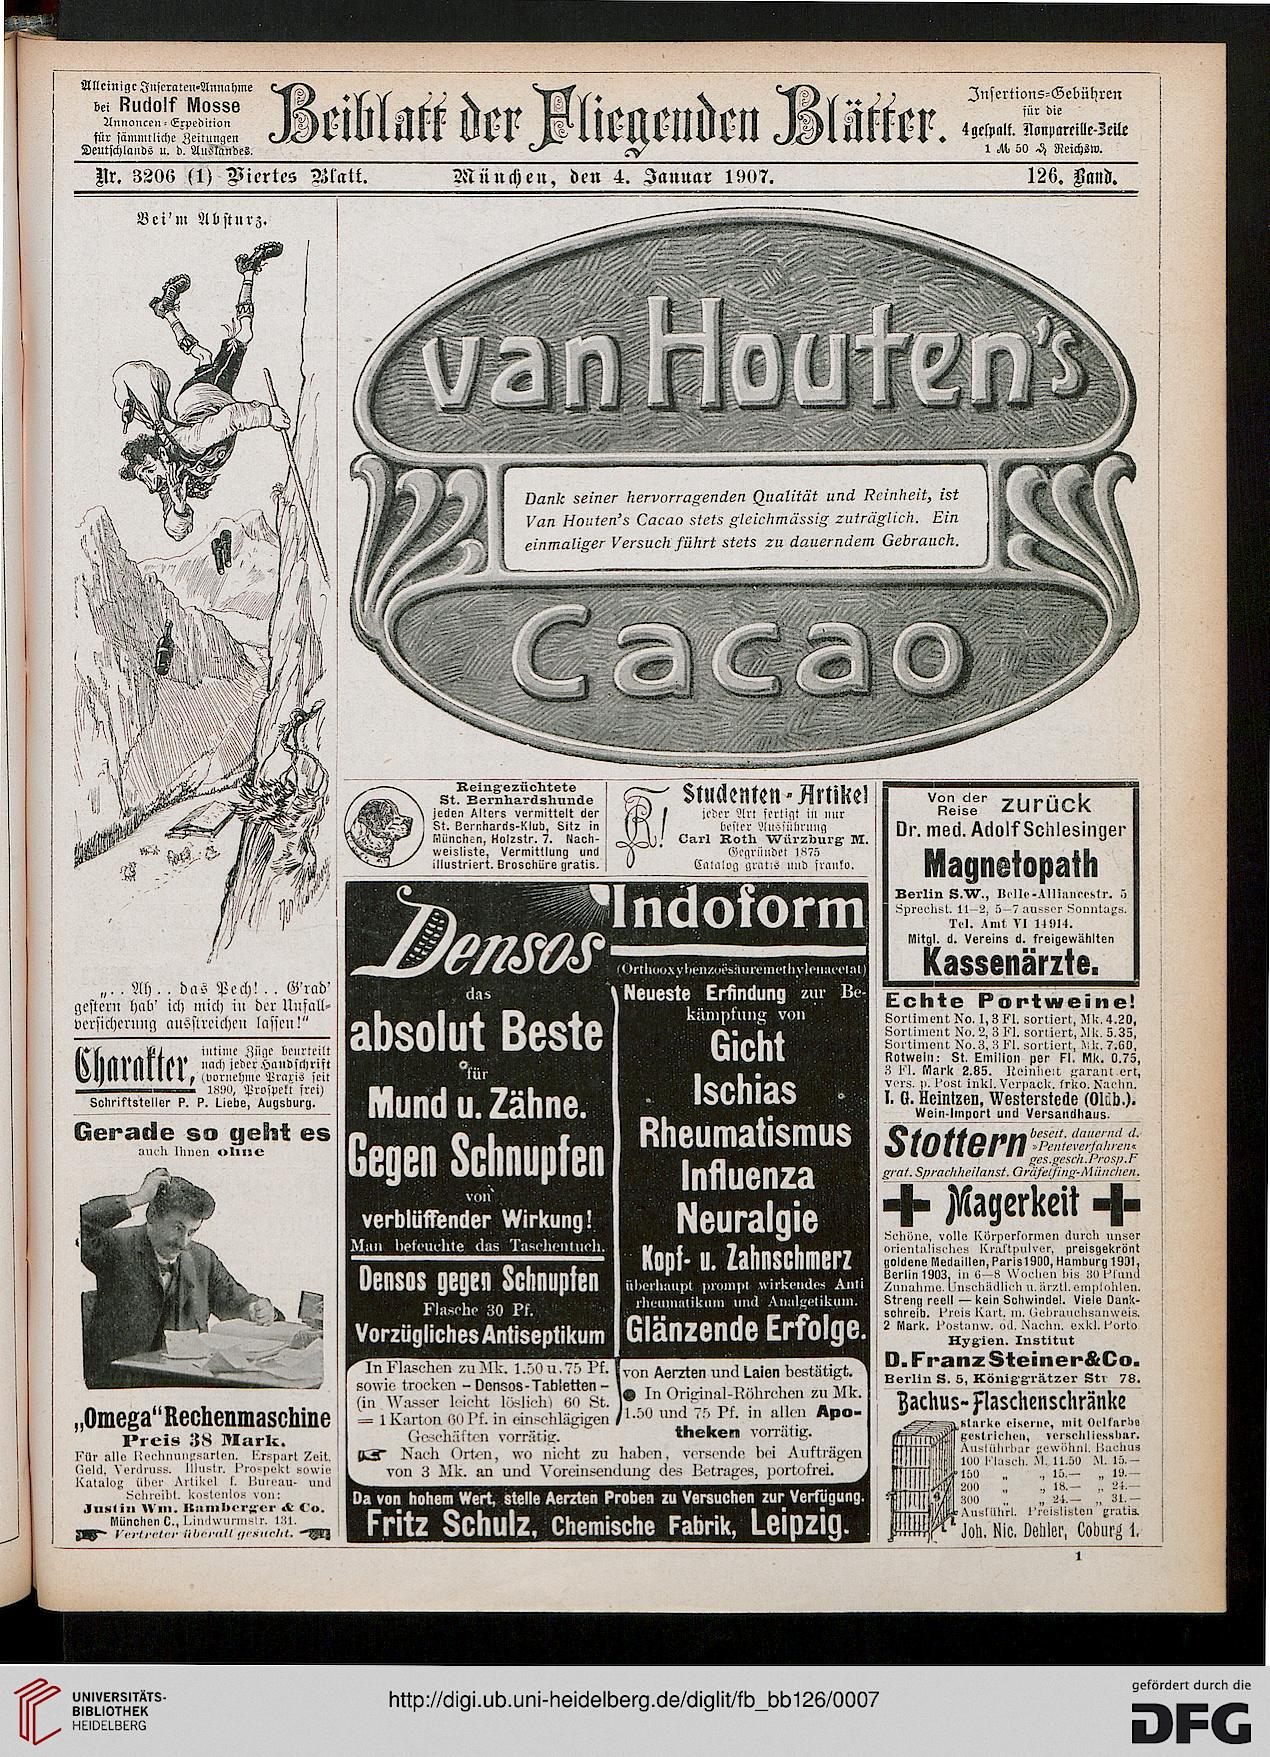 Alleinige Inseraten-Annahme
bei Rudolf Mosse
Annoncen-Expedition
für sämmtliche Zeitungen
Deutschlands u. d. Auslandes.
Beiblatt der Fliegenden Blätter.
Insertions-Gebühren
für die
4 gespalt. Nonpareille-Zeile
1 ℳ 50 ₰ Reichsw.
Nr. 3206 (1) Viertes Blatt. München, den 4. Januar 1907. 126. Band.
Bei'm Absturz.
„.. Ah .. das Pech! .. G'rad'
gestern hab' ich mich in der Unfall-
versicherung ausstreichen lassen!"
Charakter,
intime Züge beurteilt
nach jeder Handschrift
(vornehme Praxis seit
1890, Prospekt frei)
Schriftsteller P. P. Liebe, Augsburg.
Gerade so geht es
auch Ihnen ohne
„Omega" Rechenmaschine
Preis 38 Mark.
Für alle Rechnungsarten. Erspart Zeit,
Geld, Verdruss. Illustr. Prospekt sowie
Katalog über Artikel f. Bureau- und
Schreibt. kostenlos von:
Justin Wm. Bamberger & Co.
München C., Lindwurmstr. 131.
Vertreter überall gesucht.
van Houten's
Dank seiner hervorragenden Qualität und Reinheit, ist
Van Houten's Cacao stets gleichmässig zuträglich. Ein
einmaliger Versuch führt stets zu dauerndem Gebrauch.
Cacao
Reingezüchtete
St. Bernhardshunde
jeden Alters vermittelt der
St. Bernhards-Klub, Sitz in
München, Holzstr. 7. Nach-
weisliste, Vermittlung und
illustriert. Broschüre gratis.
Studenten-Artikel
jeder Art fertigt in nur
bester Ausführung
Carl Roth Würzburg M.
Gegründet 1875
Catalog gratis und franko.
Densos
das
absolut Beste
für
Mund u. Zähne.
Gegen Schnupfen
von
verblüffender Wirkung!
Man befeuchte das Taschentuch.
Densos gegen Schnupfen
Flasche 30 Pf.
Vorzügliches Antiseptikum
In Flaschen zu Mk. 1.50 u. 75 Pf.
sowie trocken – Densos-Tabletten –
(in Wasser leicht löslich) 60 St.
= 1 Karton 60 Pf. in einschlägigen
Geschäften vorrätig.
Indoform
(Orthooxybenzoësäuremethylenacetat)
Neueste Erfindung zur Be-
kämpfung von
Gicht
Ischias
Rheumatismus
Influenza
Neuralgie
Kopf- u. Zahnschmerz
überhaupt prompt wirkendes Anti
rheumatikum und Analgetikum.
Glänzende Erfolge.
von Aerzten und Laien bestätigt.
In Original-Röhrchen zu Mk.
1.50 und 75 Pf. in allen Apo-
theken vorrätig.
Nach Orten, wo nicht zu haben, versende bei Aufträgen
von 3 Mk. an und Voreinsendung des Betrages, portofrei.
Da von hohem Wert, stelle Aerzten Proben zu Versuchen zur Verfügung.
Fritz Schulz, Chemische Fabrik, Leipzig.
Von der
Reise zurück
Dr. med. Adolf Schlesinger
Magnetopath
Berlin S.W., Belle-Alliancestr. 5
Sprechst. 11–2, 5–7 ausser Sonntags.
Tel. Amt VI 14914.
Mitgl. d. Vereins d. freigewählten
Kassenärzte.
Echte Portweine!
Sortiment No. 1, 3 Fl. sortiert, Mk. 4.20,
Sortiment No. 2, 3 Fl. sortiert, Mk. 5.35,
Sortiment No. 3, 3 Fl. sortiert, Mk. 7.60,
Rotwein: St. Emilion per Fl. Mk. 0.75,
3 Fl. Mark 2.85. Reinheit garantiert,
vers. p. Post inkl. Verpack. frko. Nachn.
T. G. Heintzen, Westerstede (Oldb.).
Wein-Import und Versandhaus.
Stottern
beseit. dauernd d.
»Penteverfahren«
ges. gesch. Prosp. F
grat. Sprachheilanst. Gräfelfing-München.
Magerkeit
Schöne, volle Körperformen durch unser
orientalisches Kraftpulver, preisgekrönt
goldene Medaillen, Paris 1900, Hamburg 1901,
Berlin 1903, in 6–8 Wochen bis 30 Pfund
Zunahme. Unschädlich u. ärztl. empfohlen.
Streng reell — Kein Schwindel. Viele Dank-
schreib. Preis Kart. m. Gebrauchsanweis.
2 Mark. Postanw. od. Nachn. exkl. Porto.
Hygien. Institut
D. Franz Steiner & Co.
Berlin S. 5, Königgrätzer Str 78.
Bachus-Flaschenschränke
starke eiserne, mit Oelfarbe
gestrichen, verschliessbar.
Ausführbar gewöhnl. Bachus
100 Flasch. M. 11.50 M. 15.—
150 „ „ 15.— „ 19.—
200 „ „ 18.— „ 24.—
300 „ „ 24.— „ 31.—
Ausführl. Preislisten gratis.
Joh. Nic. Dehler, Coburg 1.
1
UNIVERSITÄTS-
BIBLIOTHEK
HEIDELBERG
http://digi.ub.uni-heidelberg.de/diglit/fb_bb126/0007
gefördert durch die
DFG